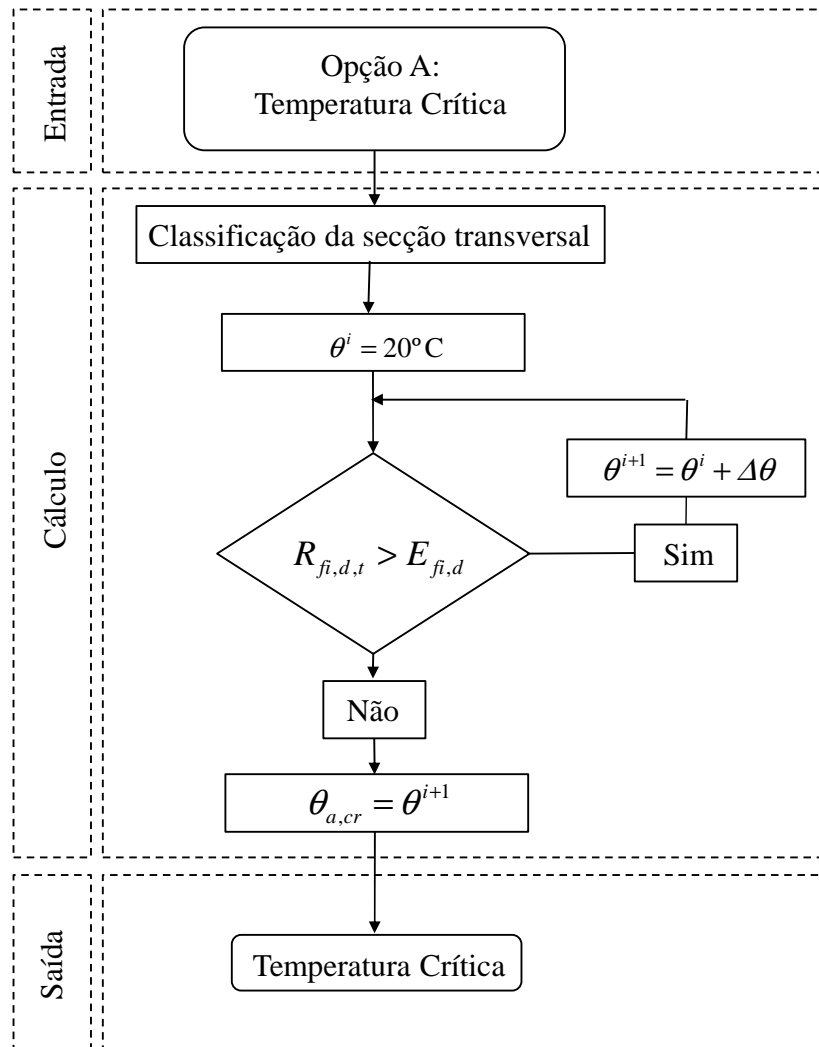 Entrada
Opção A:
Temperatura Crítica
Cálculo
Classificação da secção transversal
θ^i = 20º C
θ^{i+1} = θ^i + Δθ
R_{fi,d,t} > E_{fi,d}
Sim
Não
θ_{a,cr} = θ^{i+1}
Saída
Temperatura Crítica